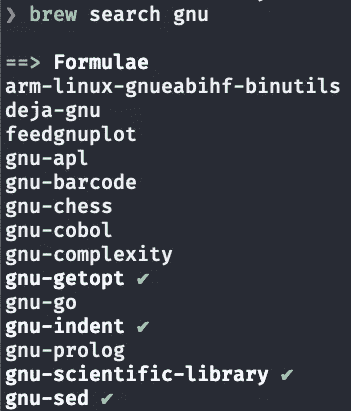 ❯ brew search gnu
==> Formulae
arm-linux-gnueabihf-binutils
deja-gnu
feedgnuplot
gnu-apl
gnu-barcode
gnu-chess
gnu-cobol
gnu-complexity
gnu-getopt ✔
gnu-go
gnu-indent ✔
gnu-prolog
gnu-scientific-library ✔
gnu-sed ✔